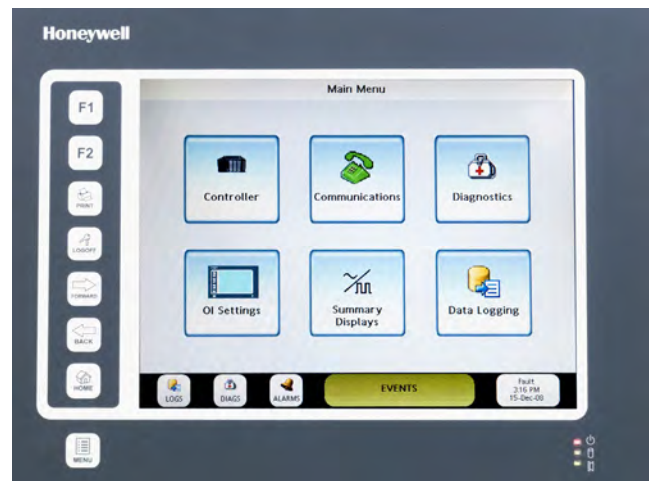 Honeywell
Main Menu
F1
F2
PRINT
LOGOFF
FORWARD
BACK
HOME
MENU
Controller
Communications
Diagnostics
OI Settings
Summary
Displays
Data Logging
LOGS
DIAGS
ALARMS
EVENTS
Fault
3:16 PM
15-Dec-08